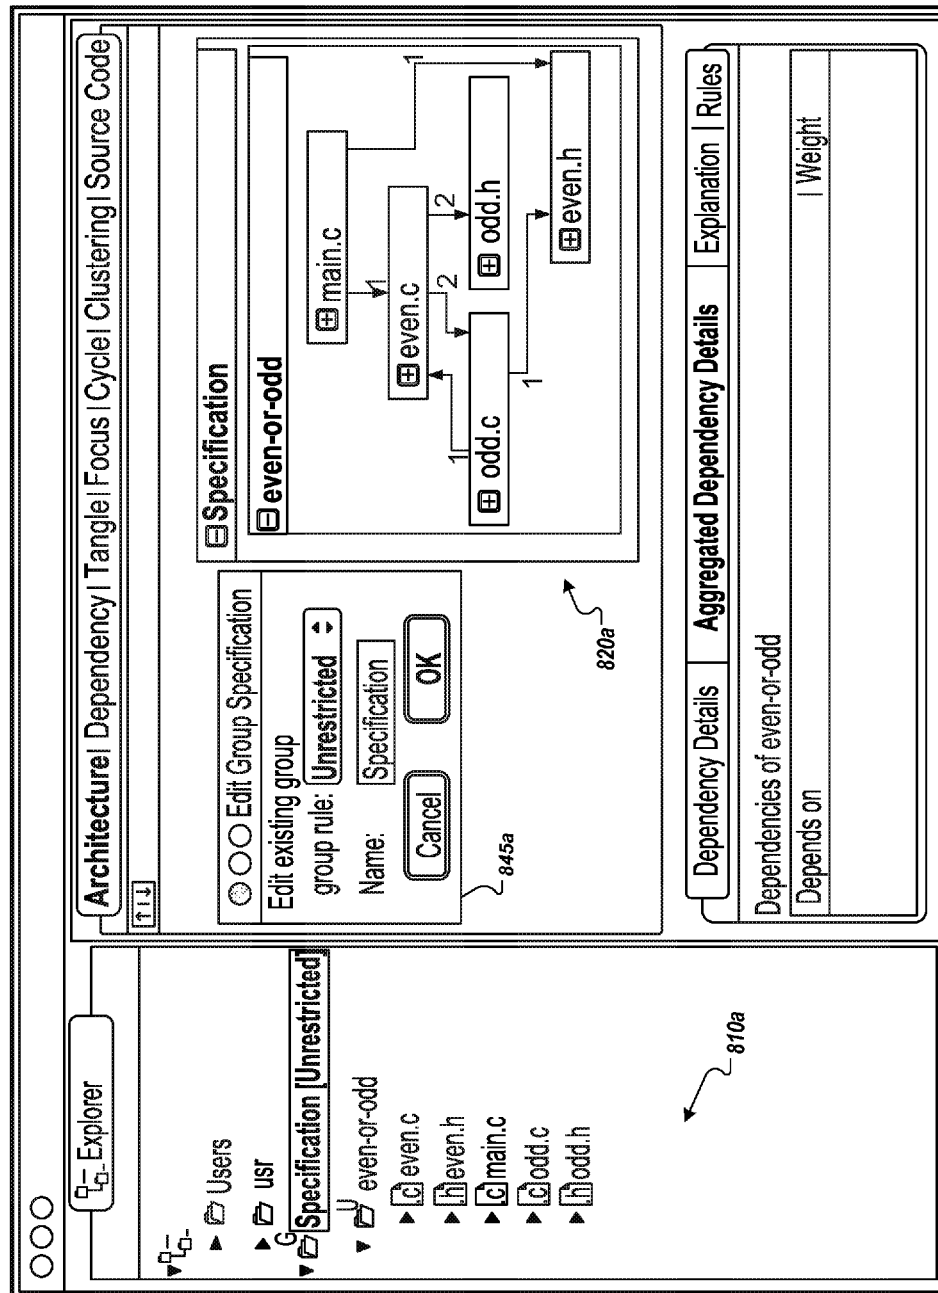 Explorer
Users
usr
G
Specification [Unrestricted]
U
even-or-odd
.c even.c
.h even.h
.c main.c
.c odd.c
.h odd.h
810a
Architecture | Dependency | Tangle | Focus | Cycle | Clustering | Source Code
Edit Group Specification
Edit existing group
group rule: Unrestricted
Name: Specification
Cancel OK
845a
Specification
even-or-odd
main.c
1
1
even.c
2
2
odd.h
1
odd.c
1
even.h
820a
Dependency Details Aggregated Dependency Details Explanation | Rules
Dependencies of even-or-odd
Depends on | Weight